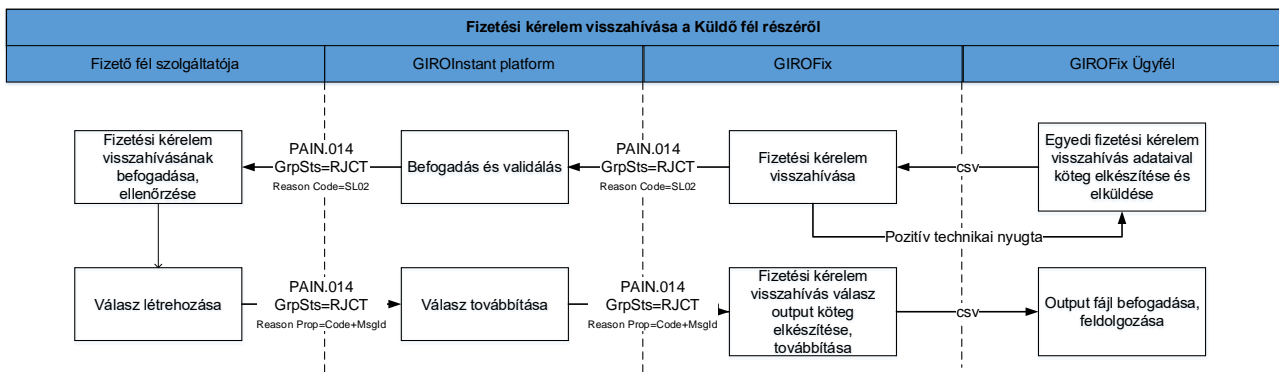 Fizetési kérelem visszahívása a Küldő fél részéről
Fizető fél szolgáltatója
GIROInstant platform
GIROFix
GIROFix Ügyfél
Fizetési kérelem
visszahívásának
befogadása,
ellenőrzése
PAIN.014
GrpSts=RJCT
Reason Code=SL02
Befogadás és validálás
PAIN.014
GrpSts=RJCT
Reason Code=SL02
Fizetési kérelem
visszahívása
csv
Egyedi fizetési kérelem
visszahívás adataival
köteg elkészítése és
elküldése
Pozitív technikai nyugta
Válasz létrehozása
PAIN.014
GrpSts=RJCT
Reason Prop=Code+MsgId
Válasz továbbítása
PAIN.014
GrpSts=RJCT
Reason Prop=Code+MsgId
Fizetési kérelem
visszahívás válasz
output köteg
elkészítése,
továbbítása
csv
Output fájl befogadása,
feldolgozása